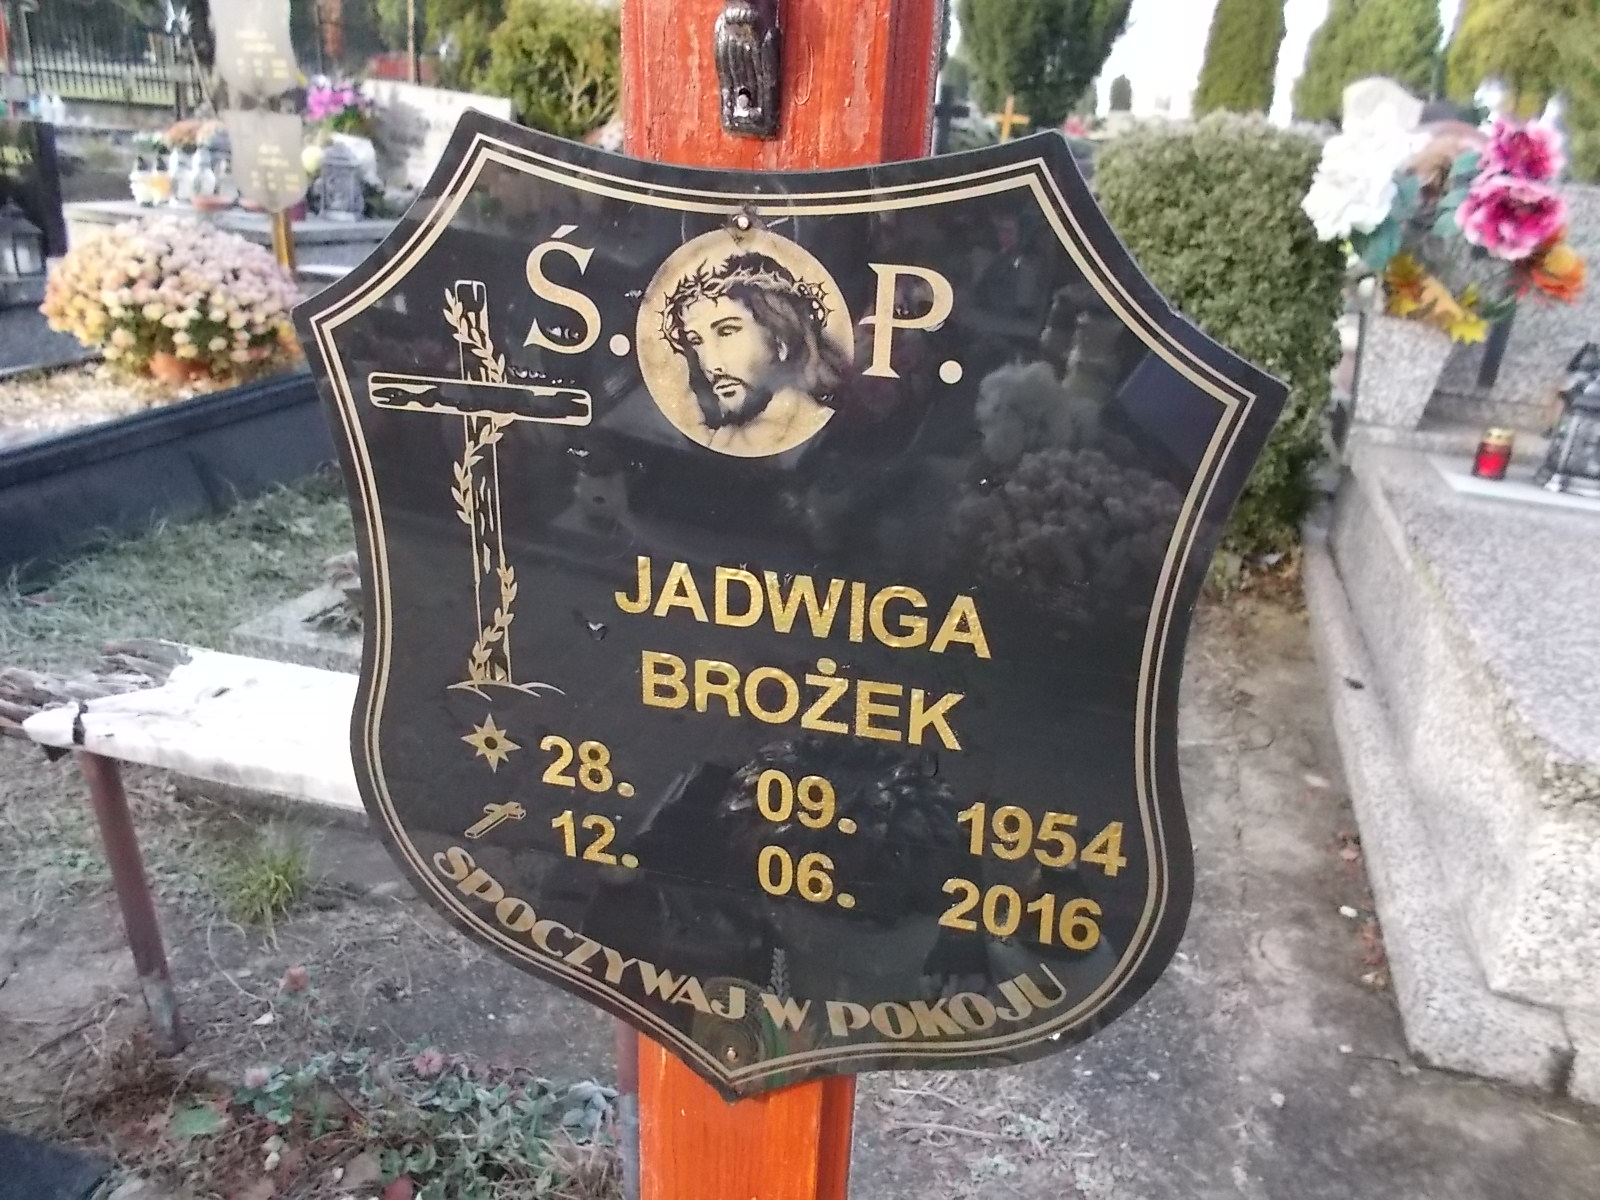 Ś. P.
JADWIGA
BROŻEK
28. 09. 1954
12. 06. 2016
SPOCZYWAJ W POKOJU